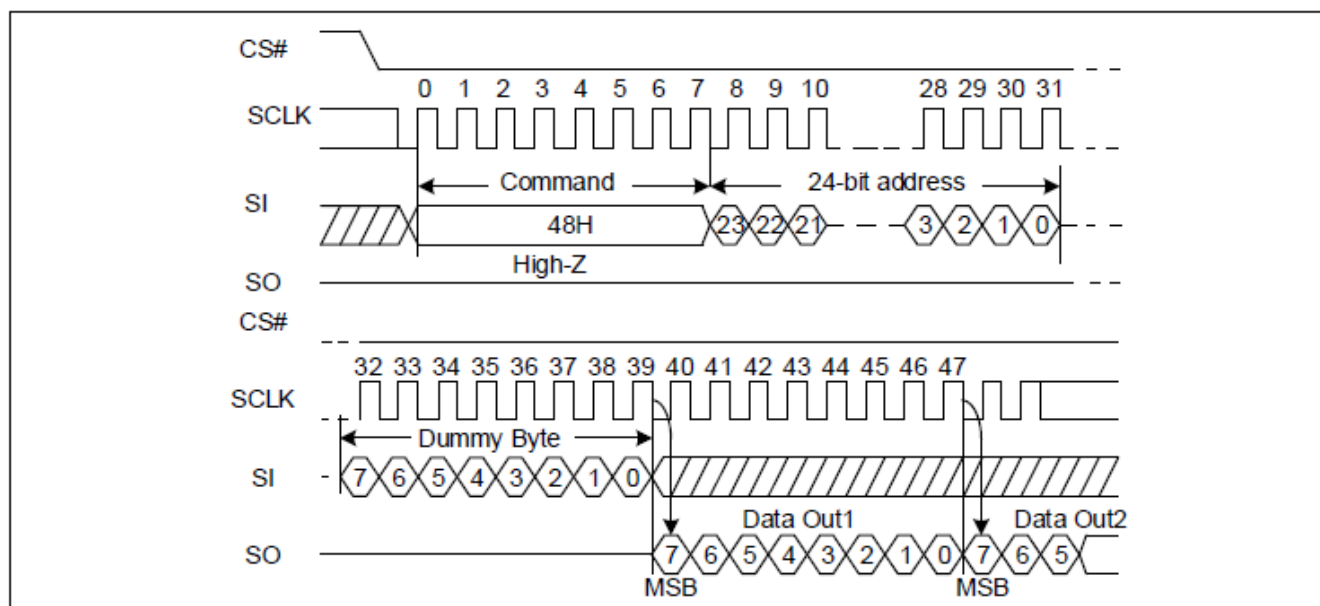 CS#
0 1 2 3 4 5 6 7 8 9 10 28 29 30 31
SCLK
Command 24-bit address
SI
48H 23 22 21 3 2 1 0
High-Z
SO
CS#
32 33 34 35 36 37 38 39 40 41 42 43 44 45 46 47
SCLK
Dummy Byte
SI 7 6 5 4 3 2 1 0
Data Out1 Data Out2
SO 7 6 5 4 3 2 1 0 7 6 5
MSB MSB